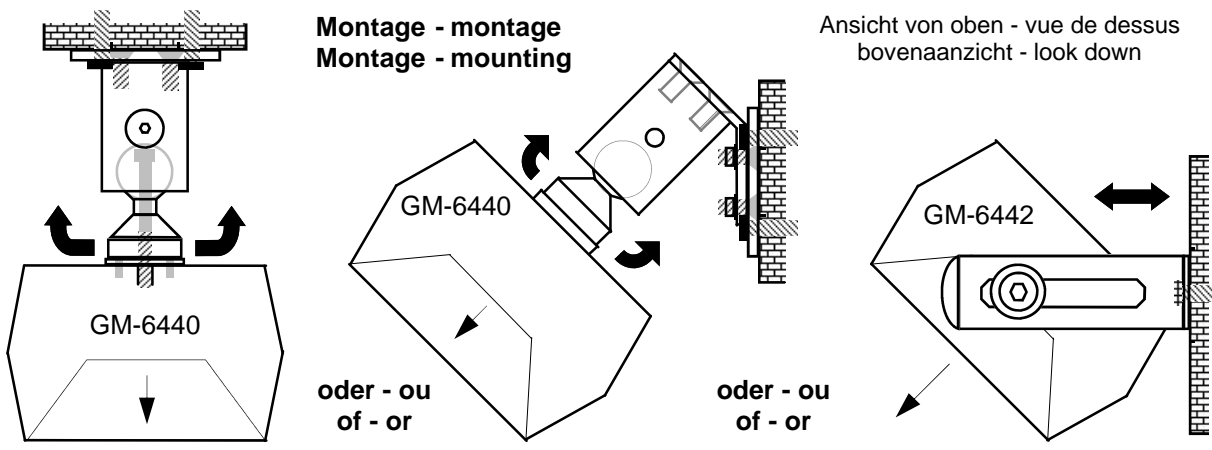 Montage - montage
Montage - mounting
Ansicht von oben - vue de dessus
bovenaanzicht - look down
GM-6440
GM-6440
GM-6442
oder - ou
of - or
oder - ou
of - or